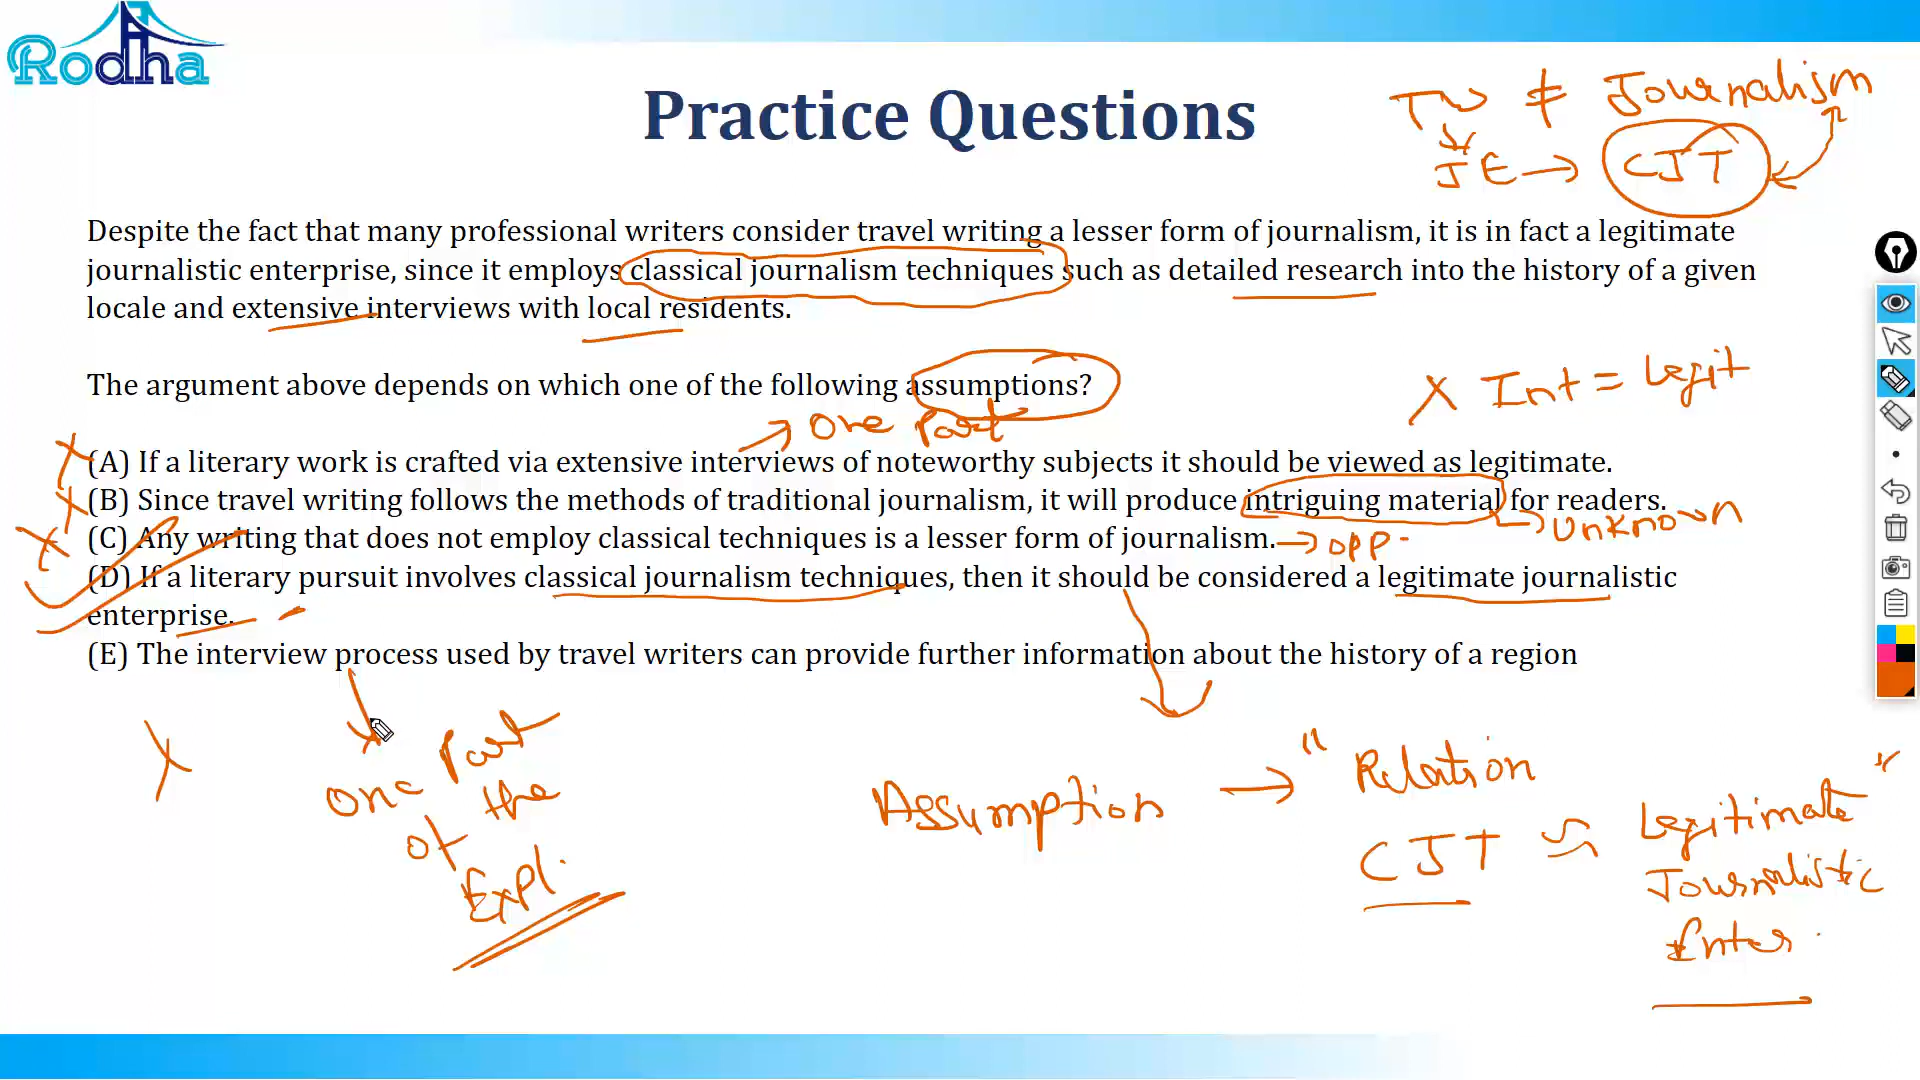 Rodha
Practice Questions
TW ≠ Journalism
JE → CJT
Despite the fact that many professional writers consider travel writing a lesser form of journalism, it is in fact a legitimate
journalistic enterprise, since it employs classical journalism techniques such as detailed research into the history of a given
locale and extensive interviews with local residents.
The argument above depends on which one of the following assumptions?
X Int = Legit
→ One Part
(A) If a literary work is crafted via extensive interviews of noteworthy subjects it should be viewed as legitimate.
(B) Since travel writing follows the methods of traditional journalism, it will produce intriguing material for readers.
→ Unknown
(C) Any writing that does not employ classical techniques is a lesser form of journalism. → opp.
(D) If a literary pursuit involves classical journalism techniques, then it should be considered a legitimate journalistic
enterprise.
(E) The interview process used by travel writers can provide further information about the history of a region
X
One Part
of the
Expl.
Assumption → "Relation
CJT ≈ Legitimate"
Journalistic
Enter.